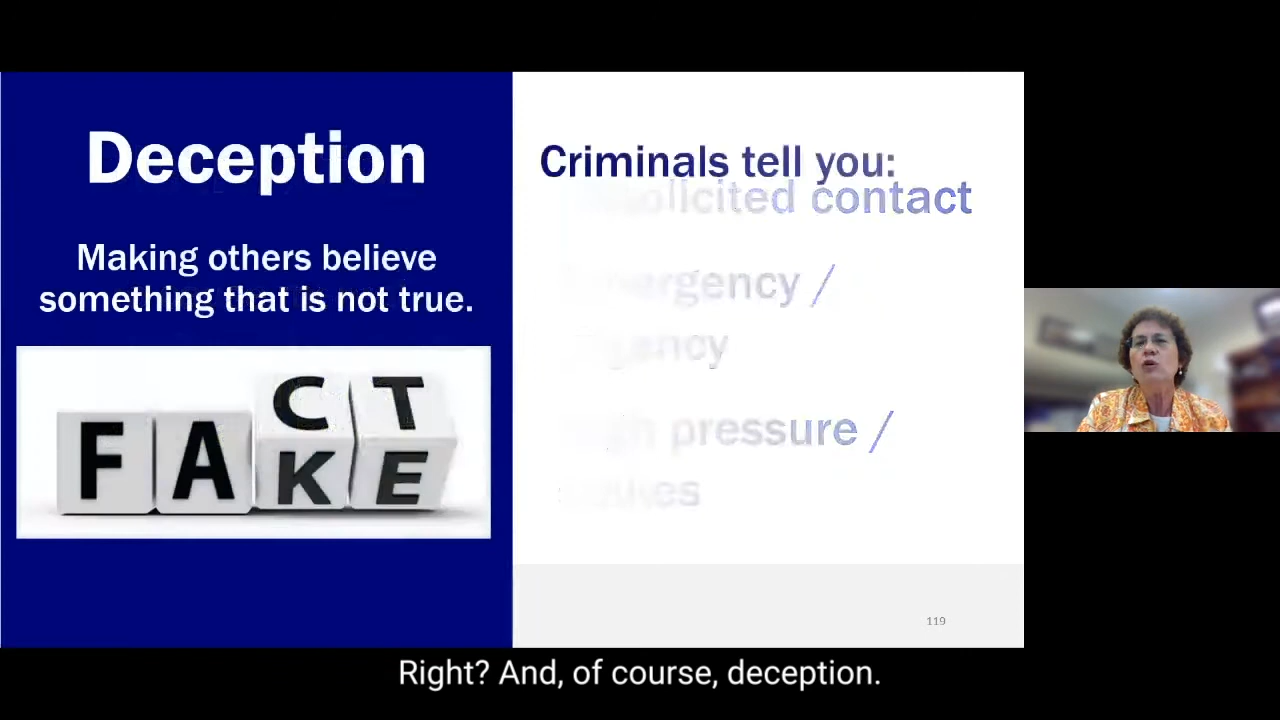 Deception
Making others believe
something that is not true.
F A C T
K E
Criminals tell you:
contact
/
pressure /
119
Right? And, of course, deception.